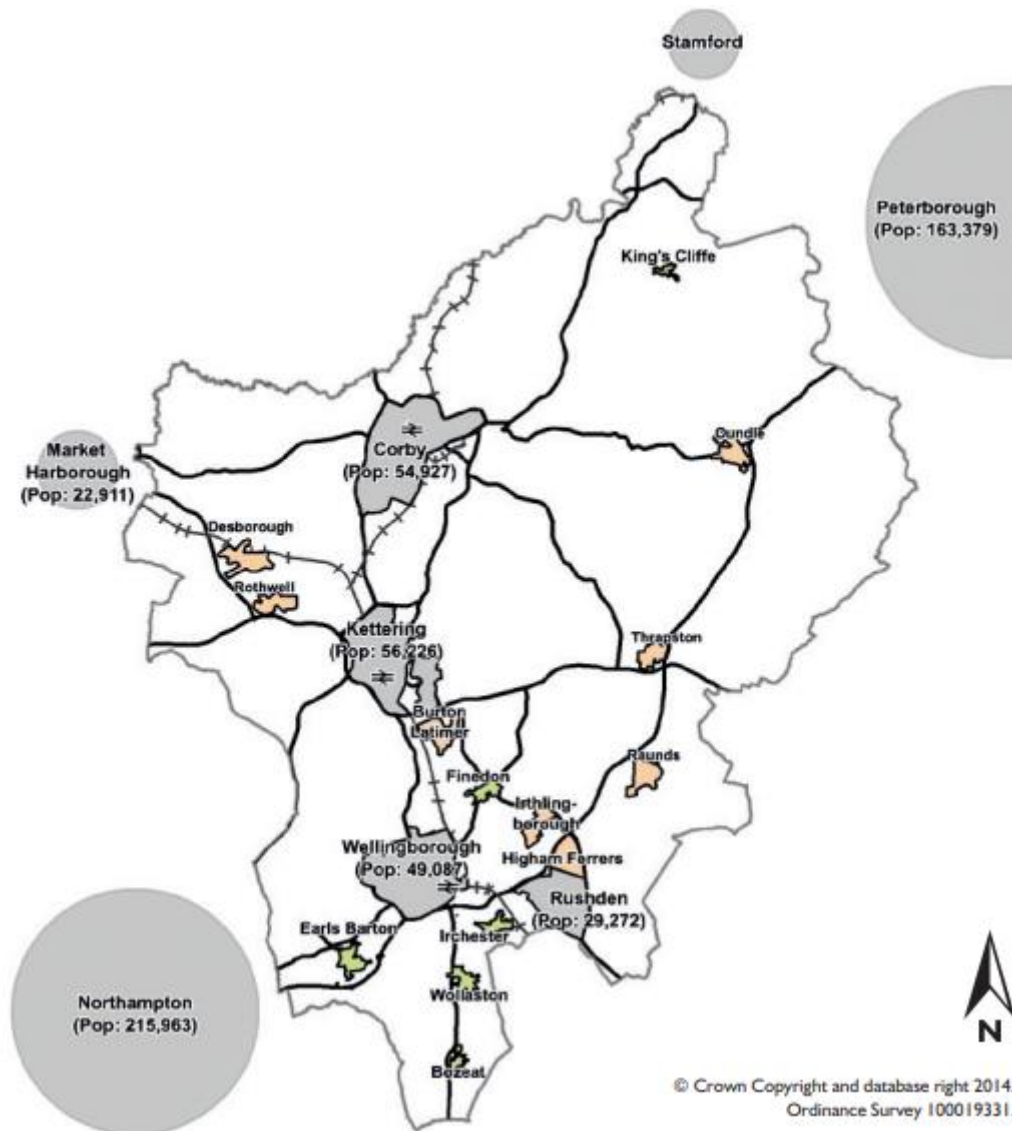 Stamford
Peterborough
(Pop: 163,379)
King's Cliffe
Oundle
Corby
(Pop: 54,927)
Market
Harborough
(Pop: 22,911)
Desborough
Rothwell
Kettering
(Pop: 56,226)
Thrapston
Burton
Latimer
Raunds
Finedon
Irthling-
borough
Wellingborough
(Pop: 49,087)
Higham Ferrers
Rushden
(Pop: 29,272)
Earls Barton
Irchester
Wollaston
Northampton
(Pop: 215,963)
Bozeat
N
© Crown Copyright and database right 2014.
Ordinance Survey 100019331.